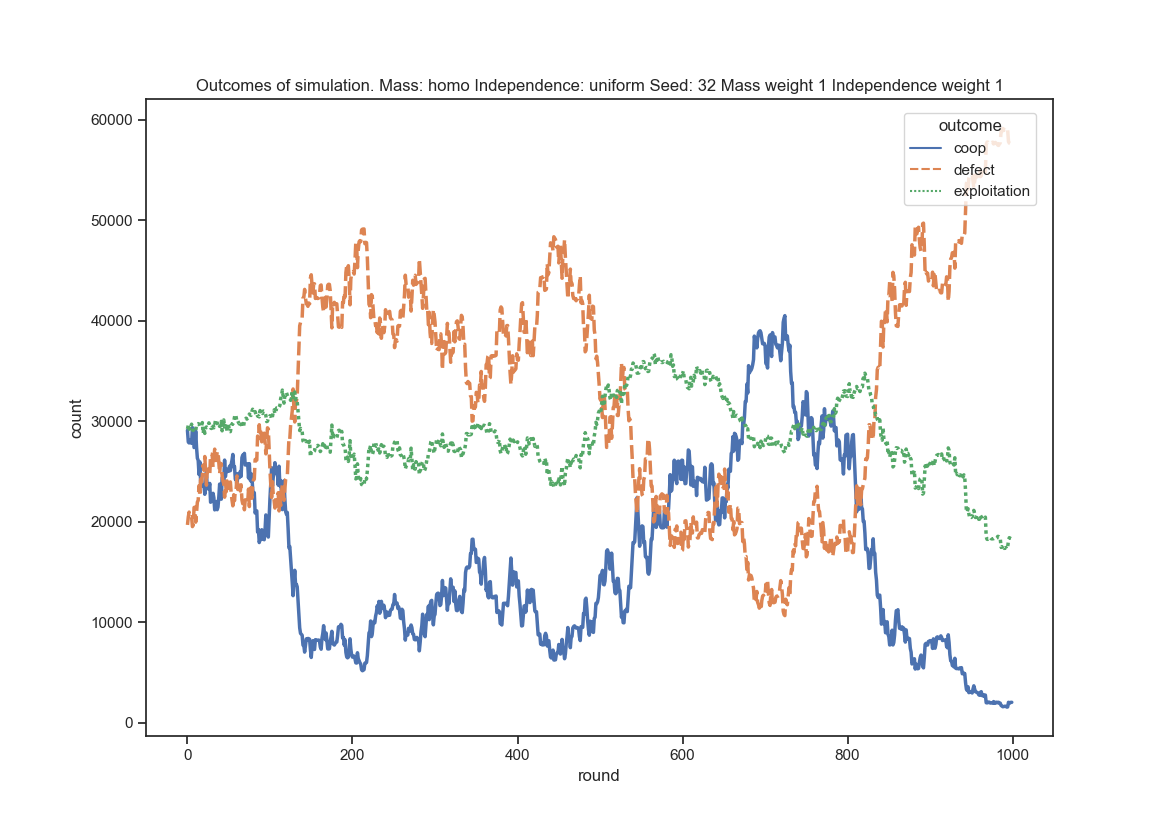 Outcomes of simulation. Mass: homo Independence: uniform Seed: 32 Mass weight 1 Independence weight 1
60000
50000
40000
30000
20000
10000
0
count
outcome
coop
defect
exploitation
0 200 400 600 800 1000
round